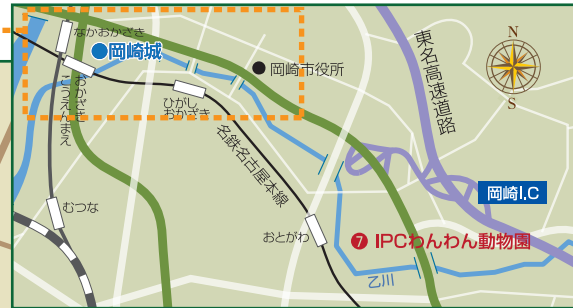 なかおかざき
岡崎城
岡崎市役所
東名高速道路
N
S
おかざき
こうえんまえ
ひがし
おかざき
名鉄名古屋本線
岡崎I.C
むつな
おとがわ
7 IPCわんわん動物園
乙川